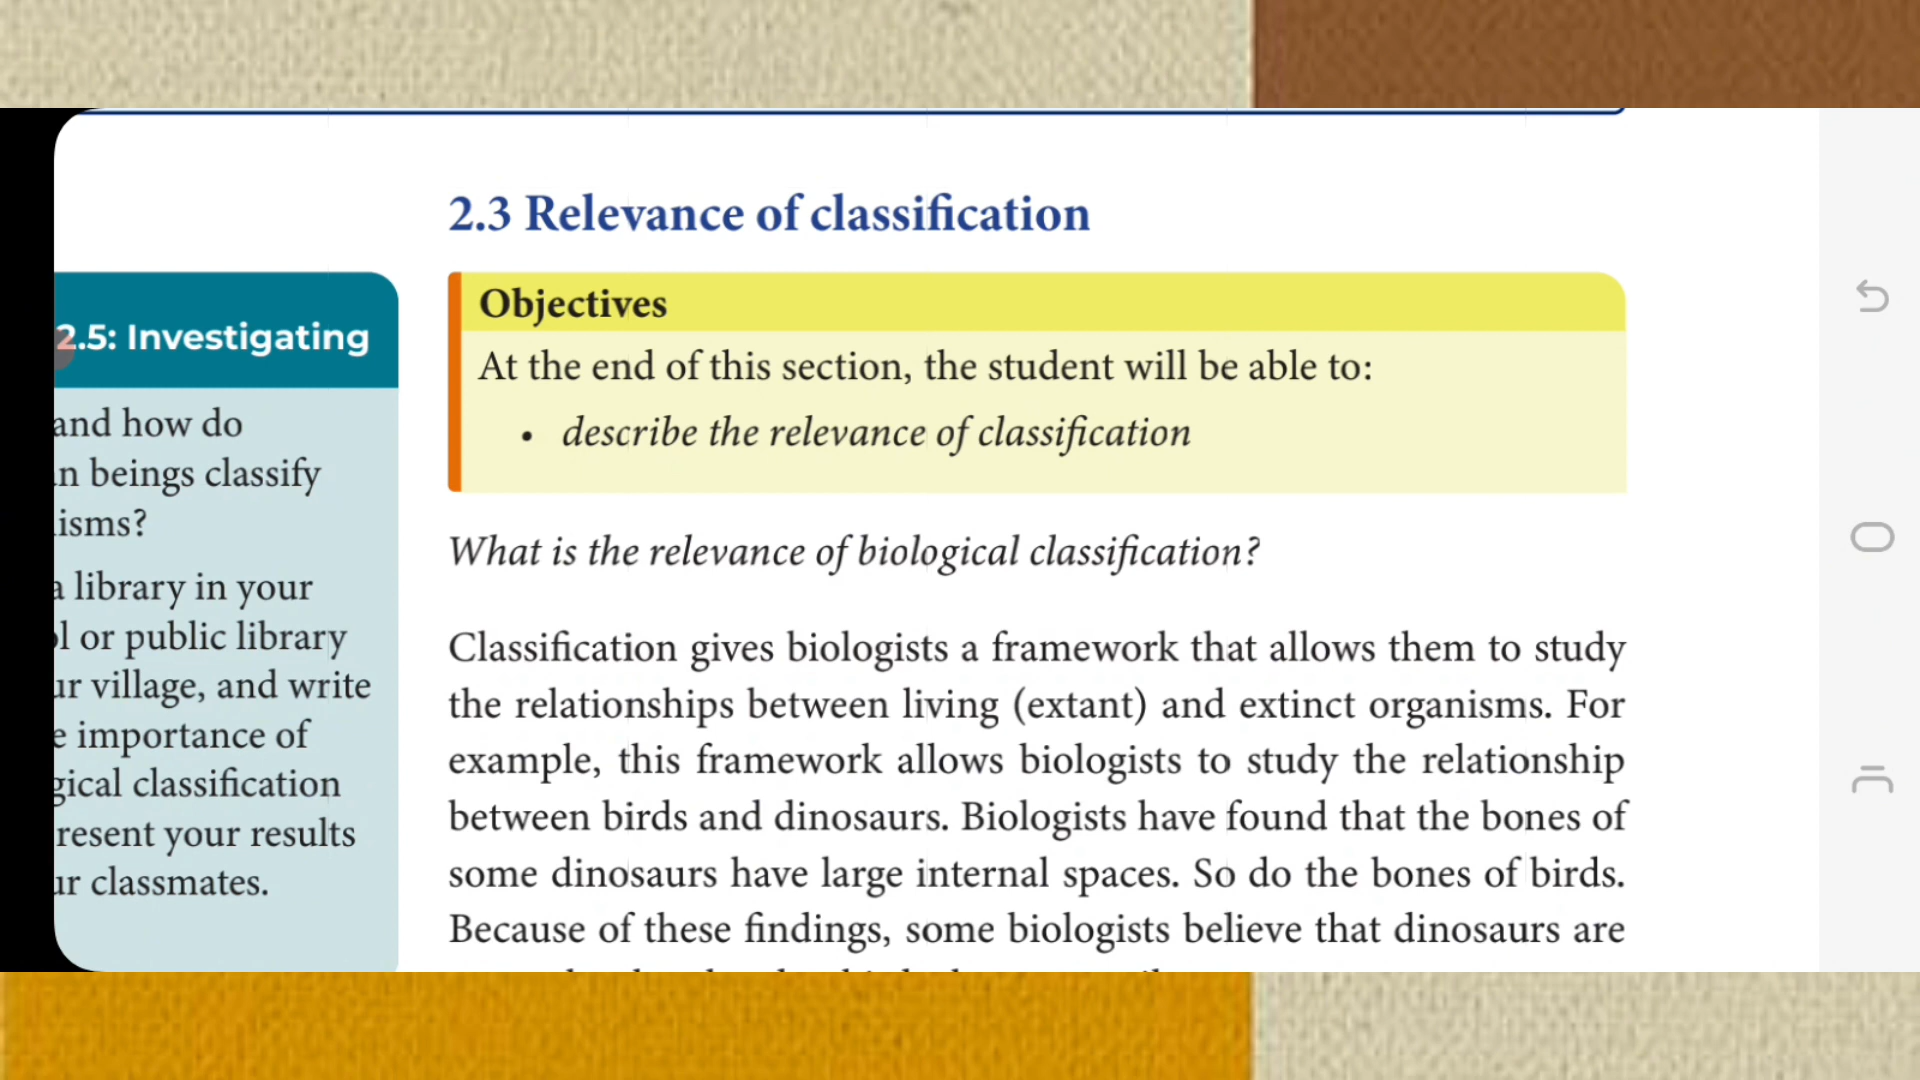 2.3 Relevance of classification
Objectives
At the end of this section, the student will be able to:
• describe the relevance of classification
What is the relevance of biological classification?
Classification gives biologists a framework that allows them to study
the relationships between living (extant) and extinct organisms. For
example, this framework allows biologists to study the relationship
between birds and dinosaurs. Biologists have found that the bones of
some dinosaurs have large internal spaces. So do the bones of birds.
Because of these findings, some biologists believe that dinosaurs are
2.5: Investigating
and how do
beings classify
library in your
or public library
village, and write
importance of
classification
resent your results
classmates.